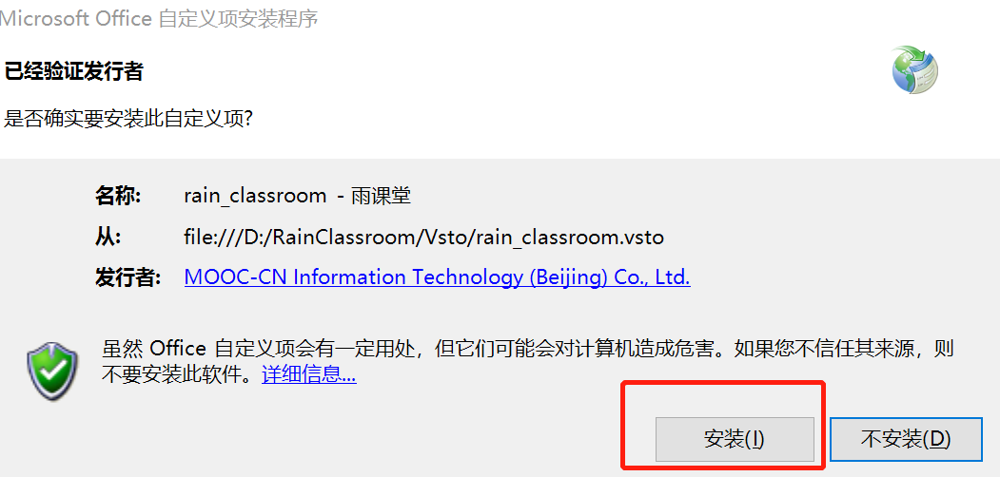 Microsoft Office 自定义项安装程序
已经验证发行者
是否确实要安装此自定义项?
名称: rain_classroom - 雨课堂
从: file:///D:/RainClassroom/Vsto/rain_classroom.vsto
发行者: MOOC-CN Information Technology (Beijing) Co., Ltd.
虽然 Office 自定义项会有一定用处，但它们可能会对计算机造成危害。如果您不信任其来源，则
不要安装此软件。详细信息...
安装(I) 不安装(D)